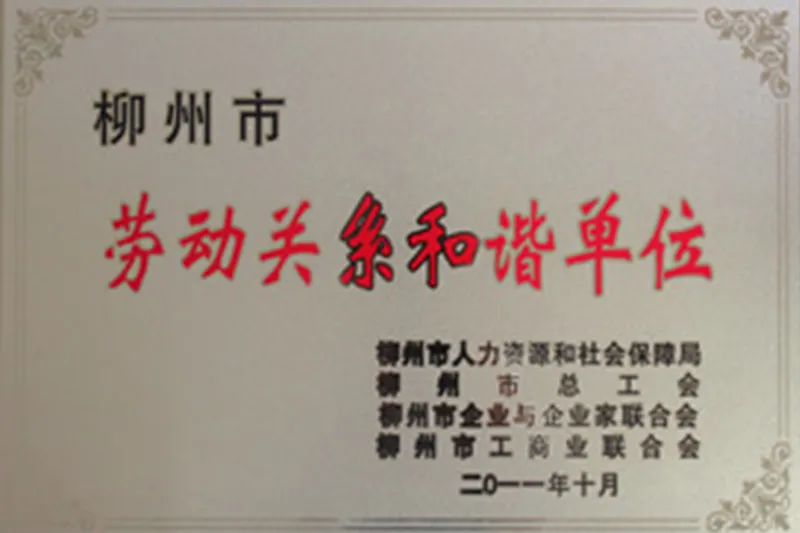 柳州市
劳动关系和谐单位
柳州市人力资源和社会保障局
柳州市总工会
柳州市企业与企业家联合会
柳州市工商业联合会
二0一一年十月